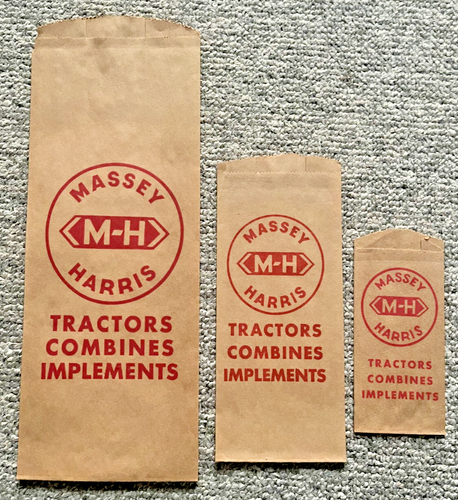 MASSEY
M-H
HARRIS
TRACTORS
COMBINES
IMPLEMENTS
MASSEY
M-H
HARRIS
TRACTORS
COMBINES
IMPLEMENTS
MASSEY
M-H
HARRIS
TRACTORS
COMBINES
IMPLEMENTS